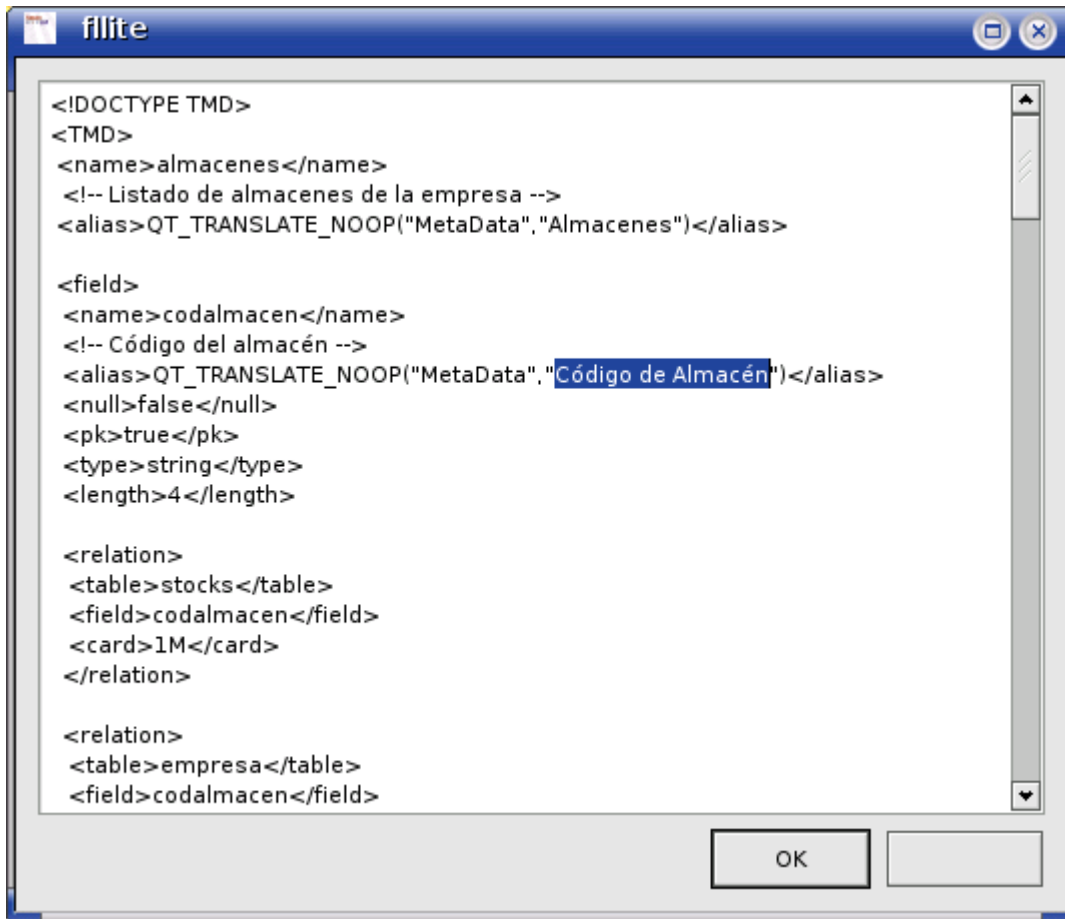 fllite
<!DOCTYPE TMD>
<TMD>
<name>almacenes</name>
<!-- Listado de almacenes de la empresa -->
<alias>QT_TRANSLATE_NOOP("MetaData","Almacenes")</alias>
<field>
<name>codalmacen</name>
<!-- Código del almacén -->
<alias>QT_TRANSLATE_NOOP("MetaData","Código de Almacén")</alias>
<null>false</null>
<pk>true</pk>
<type>string</type>
<length>4</length>
<relation>
<table>stocks</table>
<field>codalmacen</field>
<card>1M</card>
</relation>
<relation>
<table>empresa</table>
<field>codalmacen</field>
OK